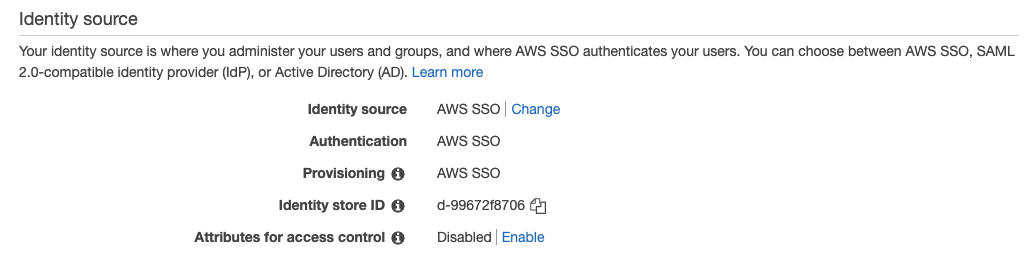 Identity source
Your identity source is where you administer your users and groups, and where AWS SSO authenticates your users. You can choose between AWS SSO, SAML
2.0-compatible identity provider (IdP), or Active Directory (AD). Learn more
Identity source AWS SSO | Change
Authentication AWS SSO
Provisioning AWS SSO
Identity store ID d-99672f8706
Attributes for access control Disabled | Enable